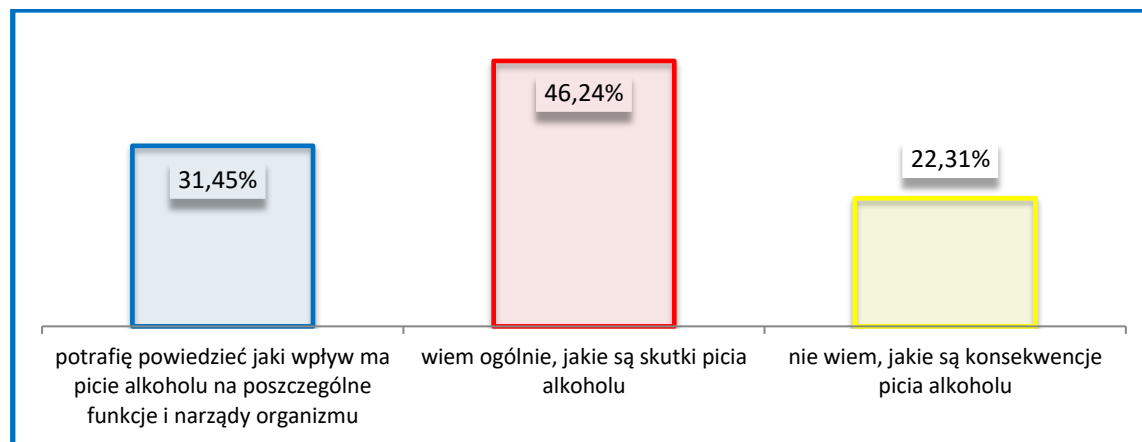 46,24%
31,45%
22,31%
potrafię powiedzieć jaki wpływ ma
picie alkoholu na poszczególne
funkcje i narządy organizmu
wiem ogólnie, jakie są skutki picia
alkoholu
nie wiem, jakie są konsekwencje
picia alkoholu